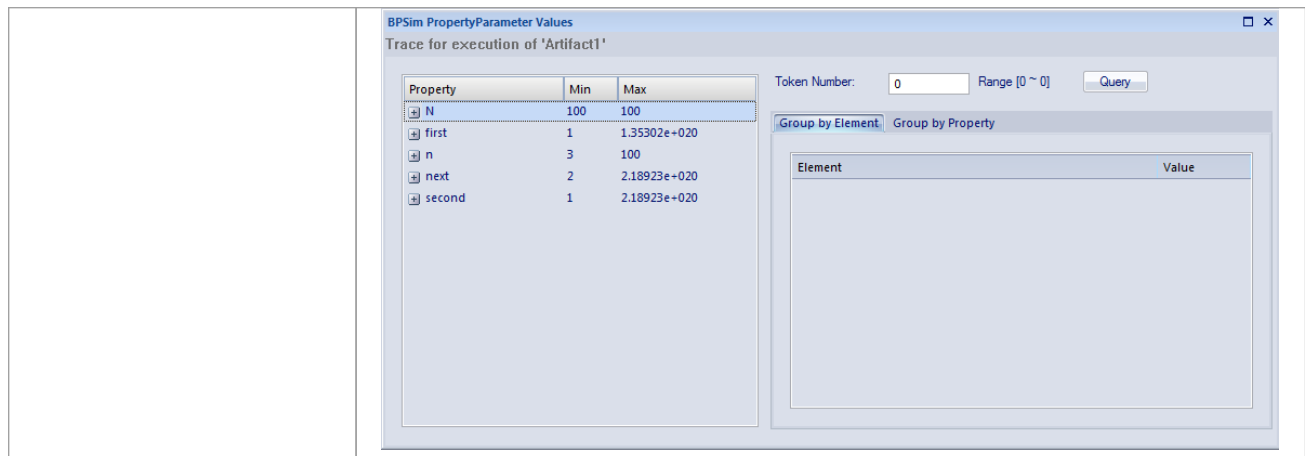 BPSim PropertyParameter Values
Trace for execution of 'Artifact1'
Property Min Max
N 100 100
first 1 1.35302e+020
n 3 100
next 2 2.18923e+020
second 1 2.18923e+020
Token Number: 0 Range [0 ~ 0] Query
Group by Element Group by Property
Element Value